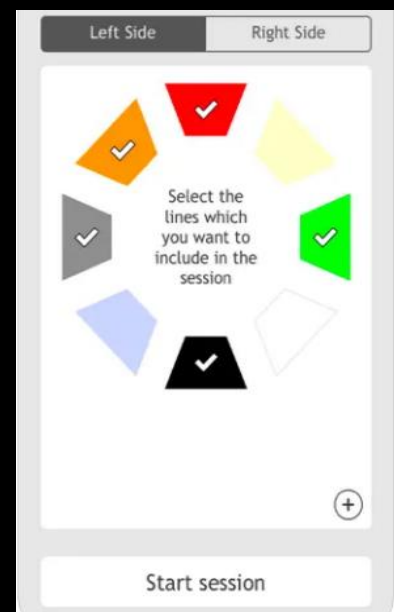 Left Side
Right Side
Select the
lines which
you want to
include in the
session
Start session